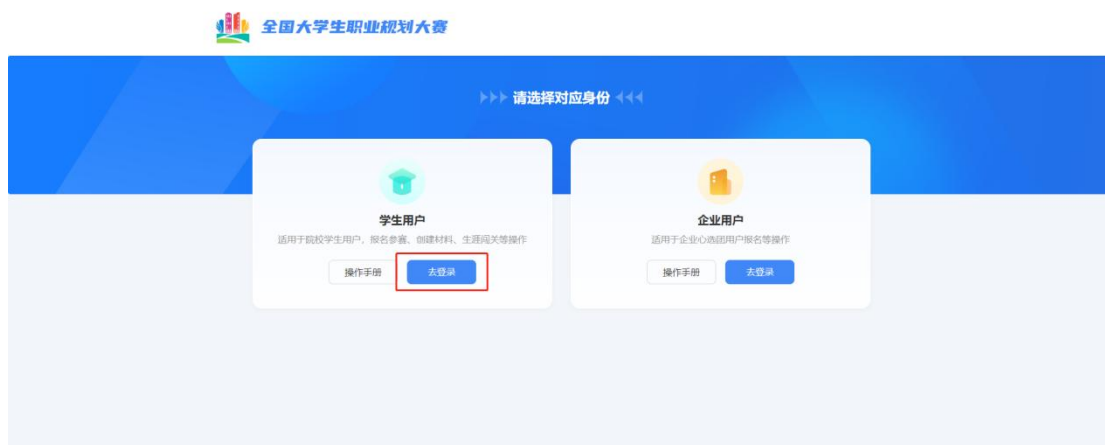 全国大学生职业规划大赛
请选择对应身份
学生用户
适用于院校学生用户，报名参赛、创建材料、生涯闯关等操作
操作手册
去登录
企业用户
适用于企业心选团用户报名等操作
操作手册
去登录